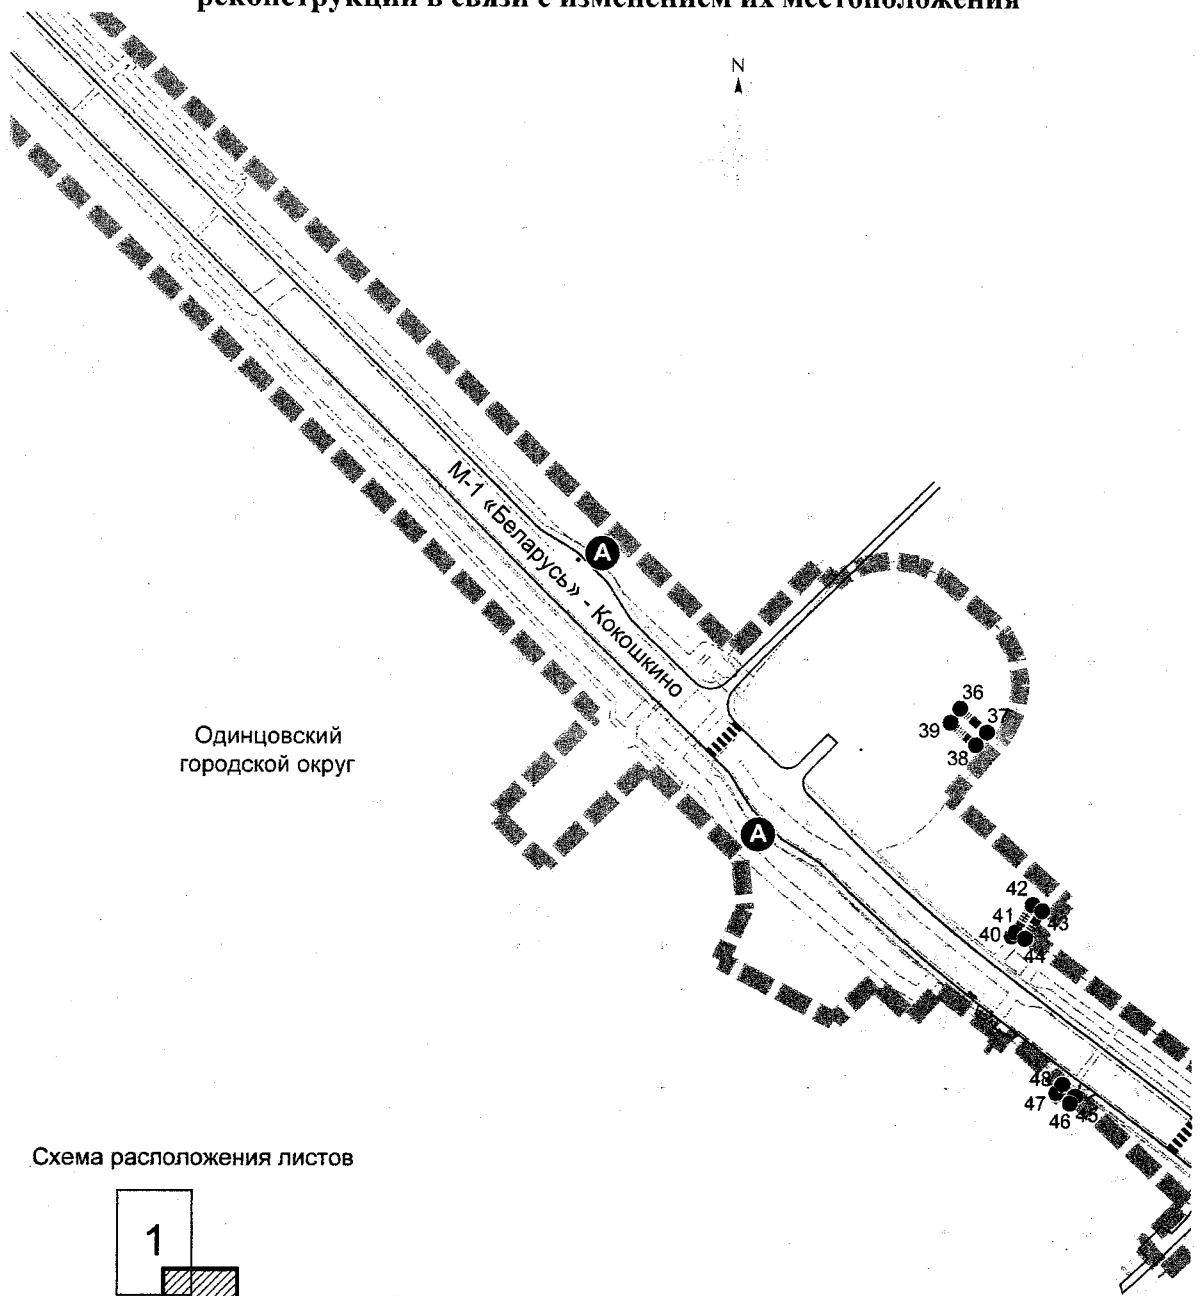 реконструкции в связи с изменением их местоположения
N
М-1 «Беларусь» - Кокошкино
А
36
37
39
38
Одинцовский
городской округ
А
42
41
43
40
44
48
47
45
46
Схема расположения листов
1